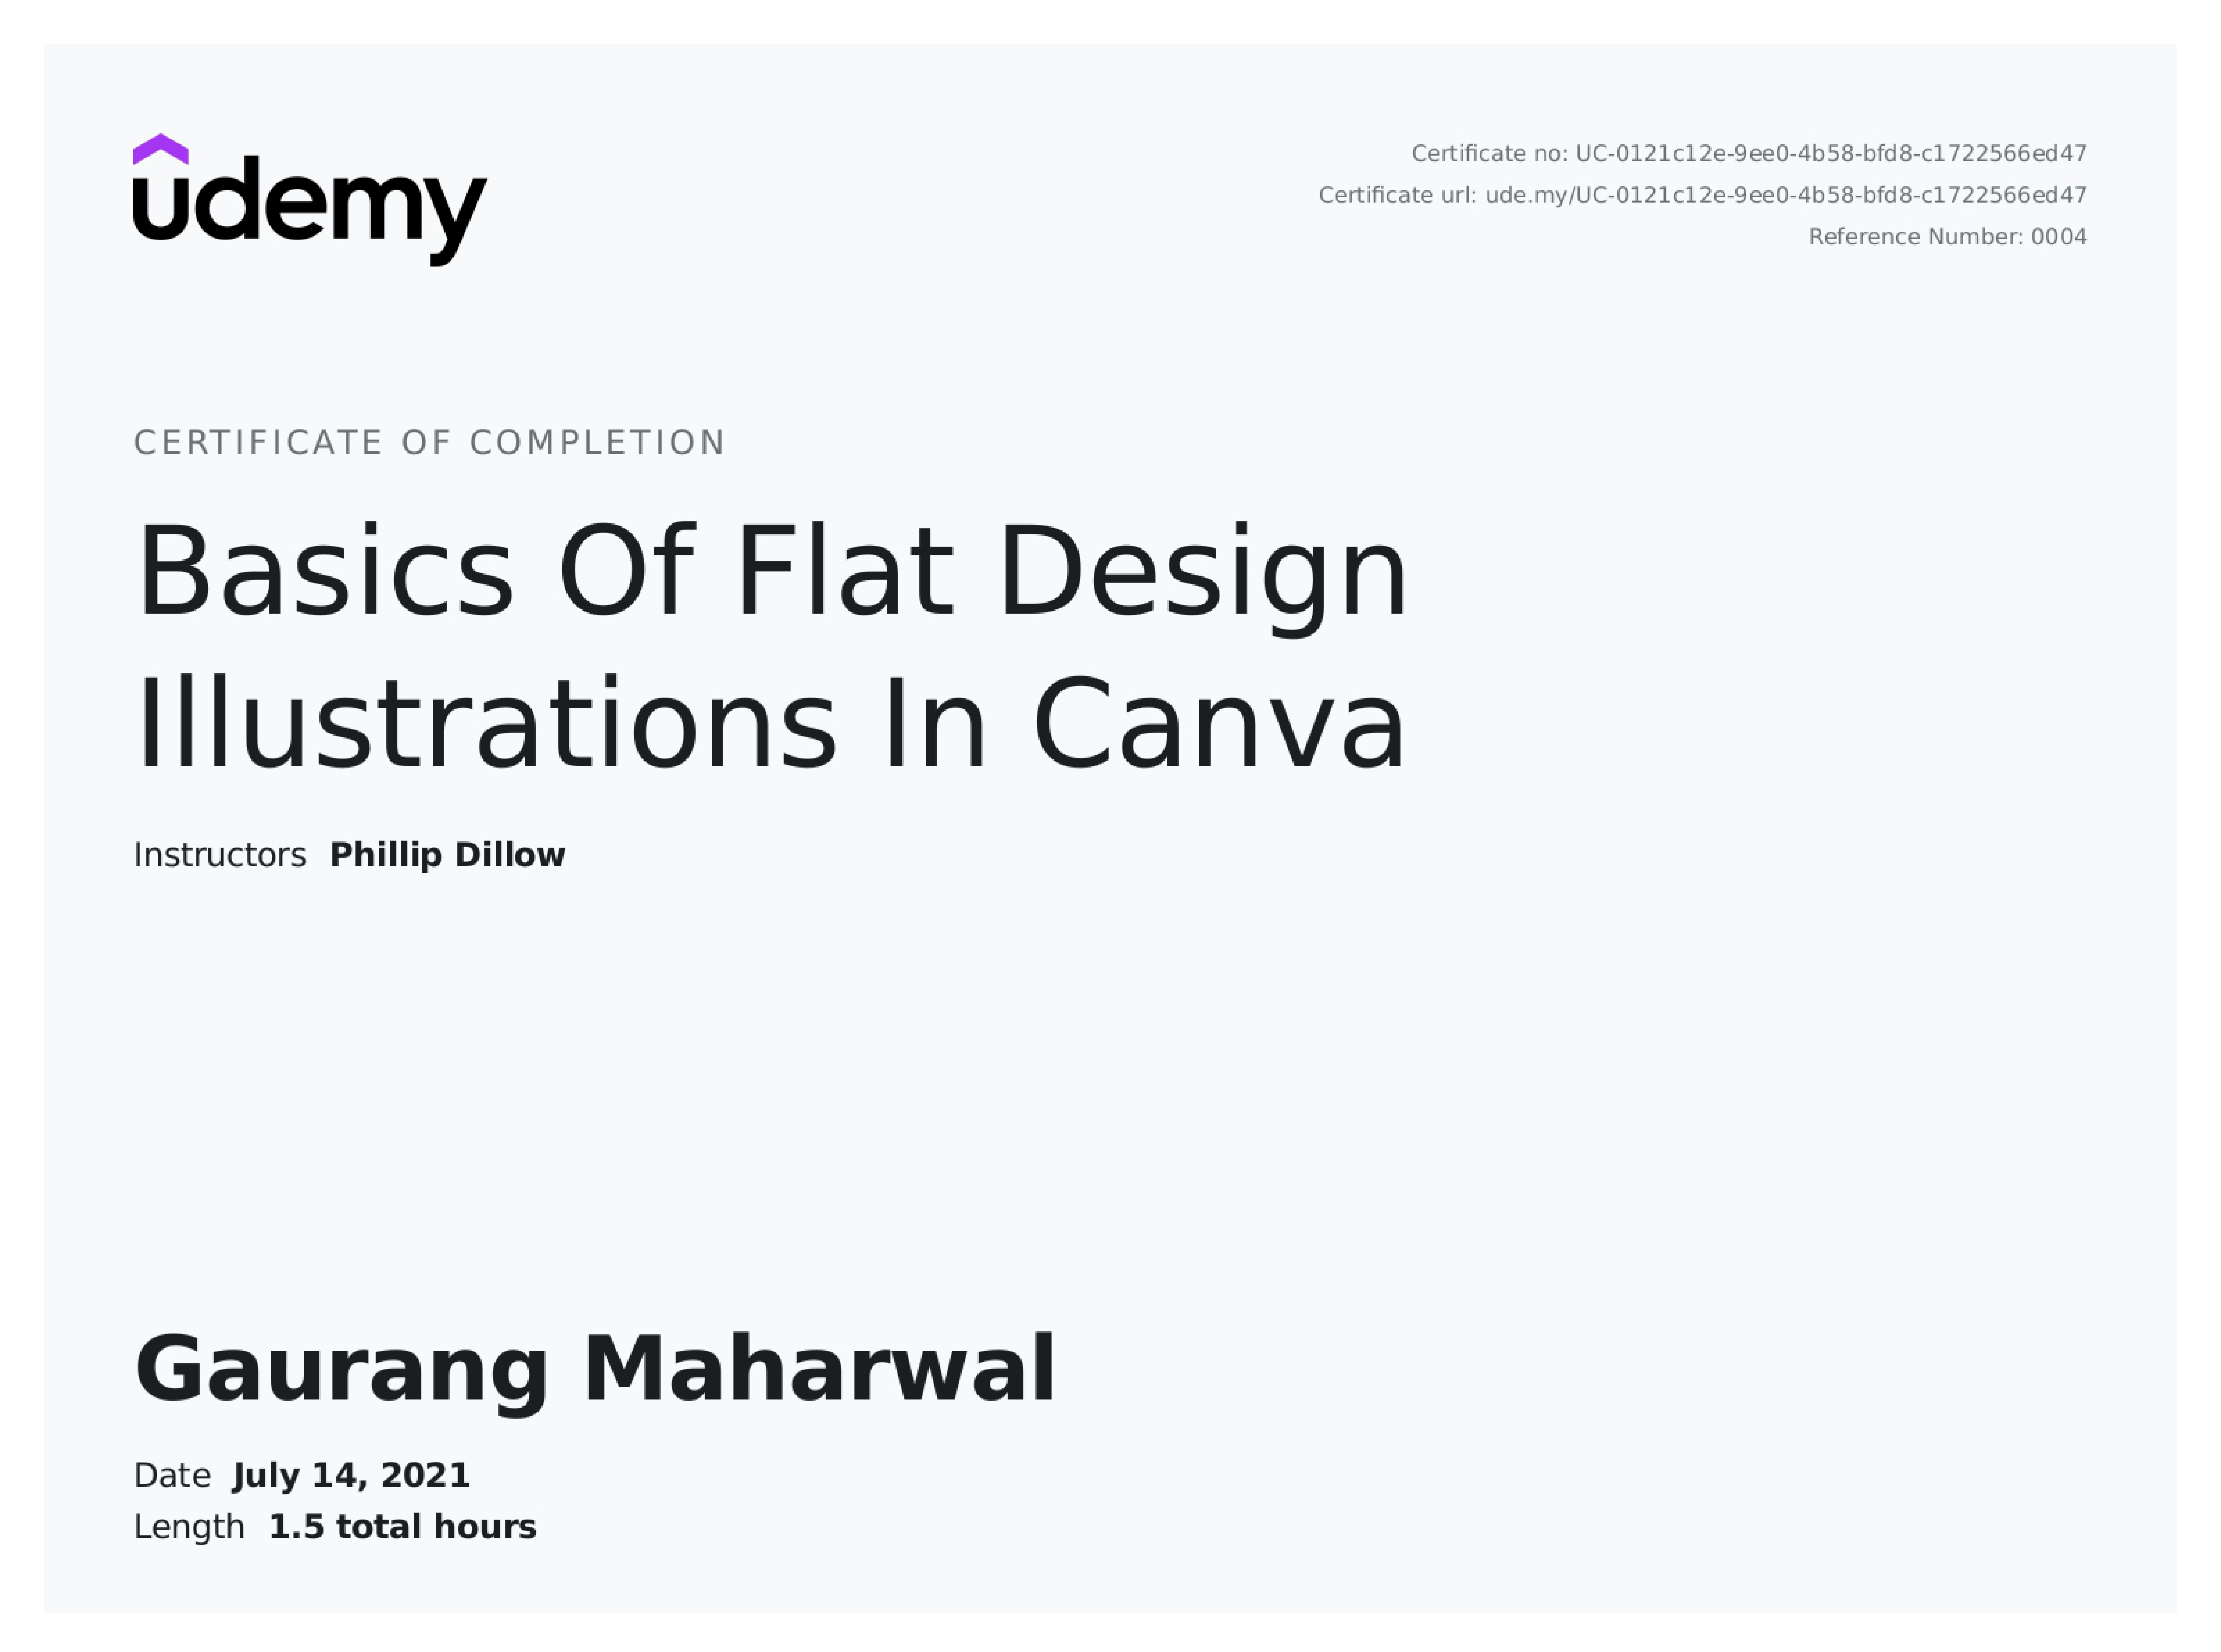 udemy
Certificate no: UC-0121c12e-9ee0-4b58-bfd8-c1722566ed47
Certificate url: ude.my/UC-0121c12e-9ee0-4b58-bfd8-c1722566ed47
Reference Number: 0004
CERTIFICATE OF COMPLETION
Basics Of Flat Design
Illustrations In Canva
Instructors Phillip Dillow
Gaurang Maharwal
Date July 14, 2021
Length 1.5 total hours